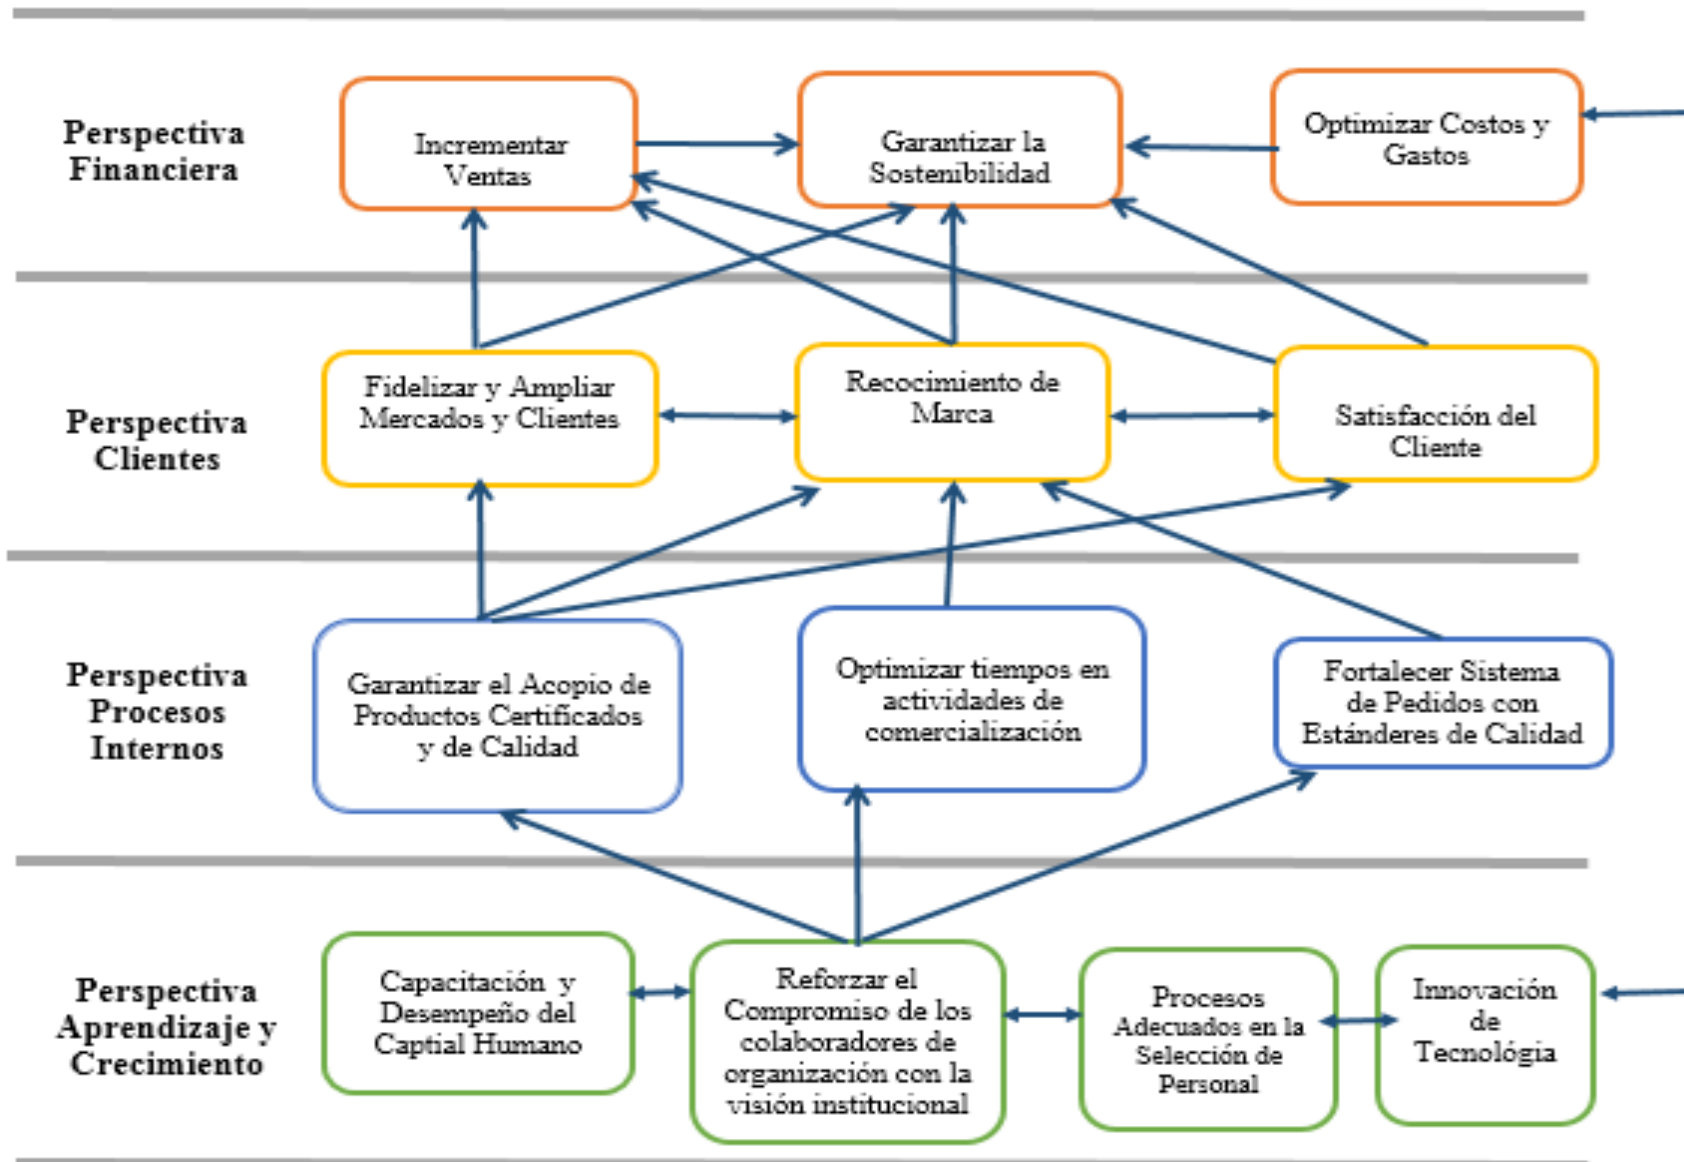 Perspectiva
Financiera
Incrementar
Ventas
Garantizar la
Sostenibilidad
Optimizar Costos y
Gastos
Perspectiva
Clientes
Fidelizar y Ampliar
Mercados y Clientes
Recocimiento de
Marca
Satisfacción del
Cliente
Perspectiva
Procesos
Internos
Garantizar el Acopio de
Productos Certificados
y de Calidad
Optimizar tiempos en
actividades de
comercialización
Fortalecer Sistema
de Pedidos con
Estánderes de Calidad
Perspectiva
Aprendizaje y
Crecimiento
Capacitación y
Desempeño del
Captial Humano
Reforzar el
Compromiso de los
colaboradores de
organización con la
visión institucional
Procesos
Adecuados en la
Selección de
Personal
Innovación
de
Tecnológia